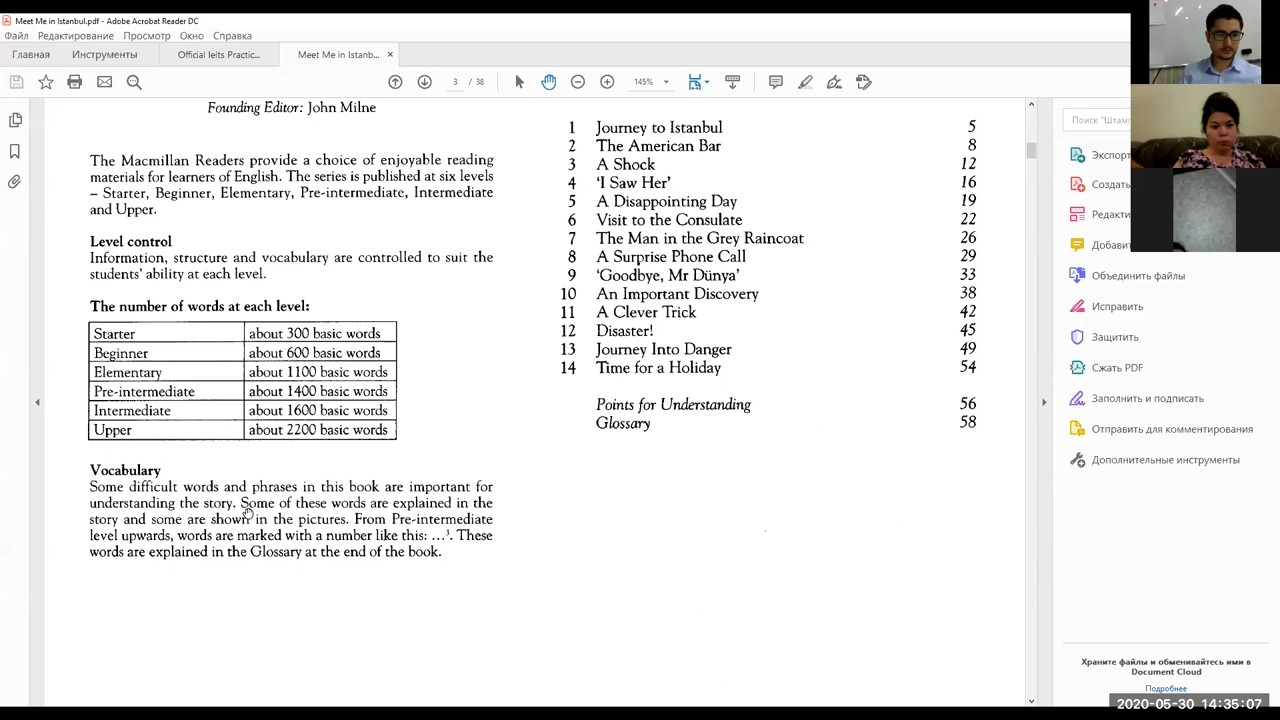 Meet Me in Istanbul.pdf - Adobe Acrobat Reader DC
Файл Редактирование Просмотр Окно Справка
Главная Инструменты Official Ielts Practic... Meet Me in Istanb... ×
3 / 38 145%
Founding Editor: John Milne
The Macmillan Readers provide a choice of enjoyable reading
materials for learners of English. The series is published at six levels
– Starter, Beginner, Elementary, Pre-intermediate, Intermediate
and Upper.
Level control
Information, structure and vocabulary are controlled to suit the
students' ability at each level.
The number of words at each level:
Starter about 300 basic words
Beginner about 600 basic words
Elementary about 1100 basic words
Pre-intermediate about 1400 basic words
Intermediate about 1600 basic words
Upper about 2200 basic words
Vocabulary
Some difficult words and phrases in this book are important for
understanding the story. Some of these words are explained in the
story and some are shown in the pictures. From Pre-intermediate
level upwards, words are marked with a number like this: ...³. These
words are explained in the Glossary at the end of the book.
1 Journey to Istanbul 5
2 The American Bar 8
3 A Shock 12
4 'I Saw Her' 16
5 A Disappointing Day 19
6 Visit to the Consulate 22
7 The Man in the Grey Raincoat 26
8 A Surprise Phone Call 29
9 'Goodbye, Mr Dünya' 33
10 An Important Discovery 38
11 A Clever Trick 42
12 Disaster! 45
13 Journey Into Danger 49
14 Time for a Holiday 54
Points for Understanding 56
Glossary 58
Поиск "Штамп
Экспорт
Создать
Редакти
Добави
Объединить файлы
Исправить
Защитить
Сжать PDF
Заполнить и подписать
Отправить для комментирования
Дополнительные инструменты
Храните файлы и обменивайтесь ими в
Document Cloud
Подробнее
2020-05-30 14:35:07